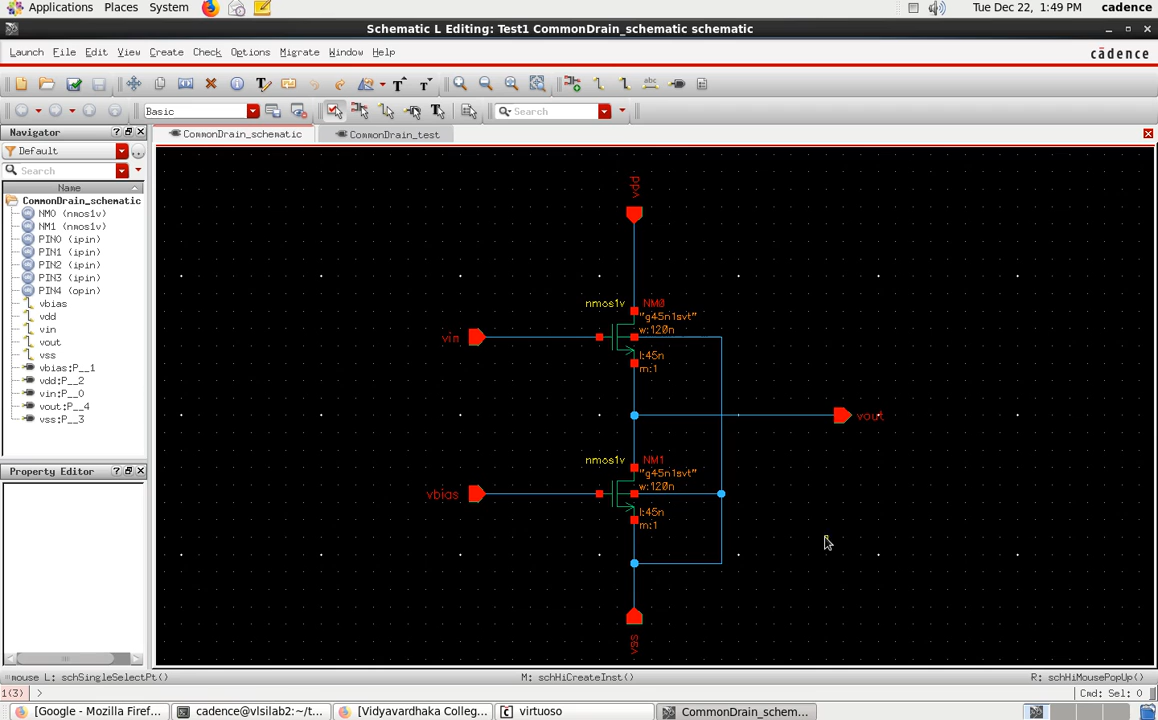 Applications Places System
Tue Dec 22, 1:49 PM cadence
Schematic L Editing: Test1 CommonDrain_schematic schematic
Launch File Edit View Create Check Options Migrate Window Help
cādence
Basic
Search
Navigator
CommonDrain_schematic
CommonDrain_test
Default
Search
Name
CommonDrain_schematic
NM0 (nmos1v)
NM1 (nmos1v)
PIN0 (ipin)
PIN1 (ipin)
PIN2 (ipin)
PIN3 (ipin)
PIN4 (opin)
vbias
vdd
vin
vout
vss
vbias:P__1
vdd:P__2
vin:P__0
vout:P__4
vss:P__3
Property Editor
vdd
nmos1v
NM0
"g45n1svt"
w:120n
vin
l:45n
m:1
vout
nmos1v
NM1
"g45n1svt"
w:120n
vbias
l:45n
m:1
vss
mouse L: schSingleSelectPt()
M: schHiCreateInst()
R: schHiMousePopUp()
1(3) >
Cmd: Sel: 0
[Google - Mozilla Firef...
cadence@vlsilab2:~/t...
[Vidyavardhaka Colleg...
virtuoso
CommonDrain_schem...